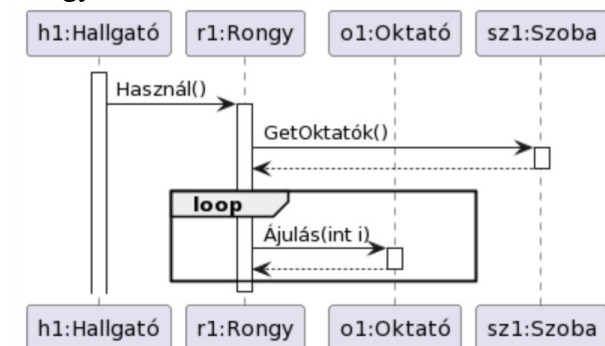 h1:Hallgató r1:Rongy o1:Oktató sz1:Szoba
Használ()
GetOktatók()
loop
Ájulás(int i)
h1:Hallgató r1:Rongy o1:Oktató sz1:Szoba